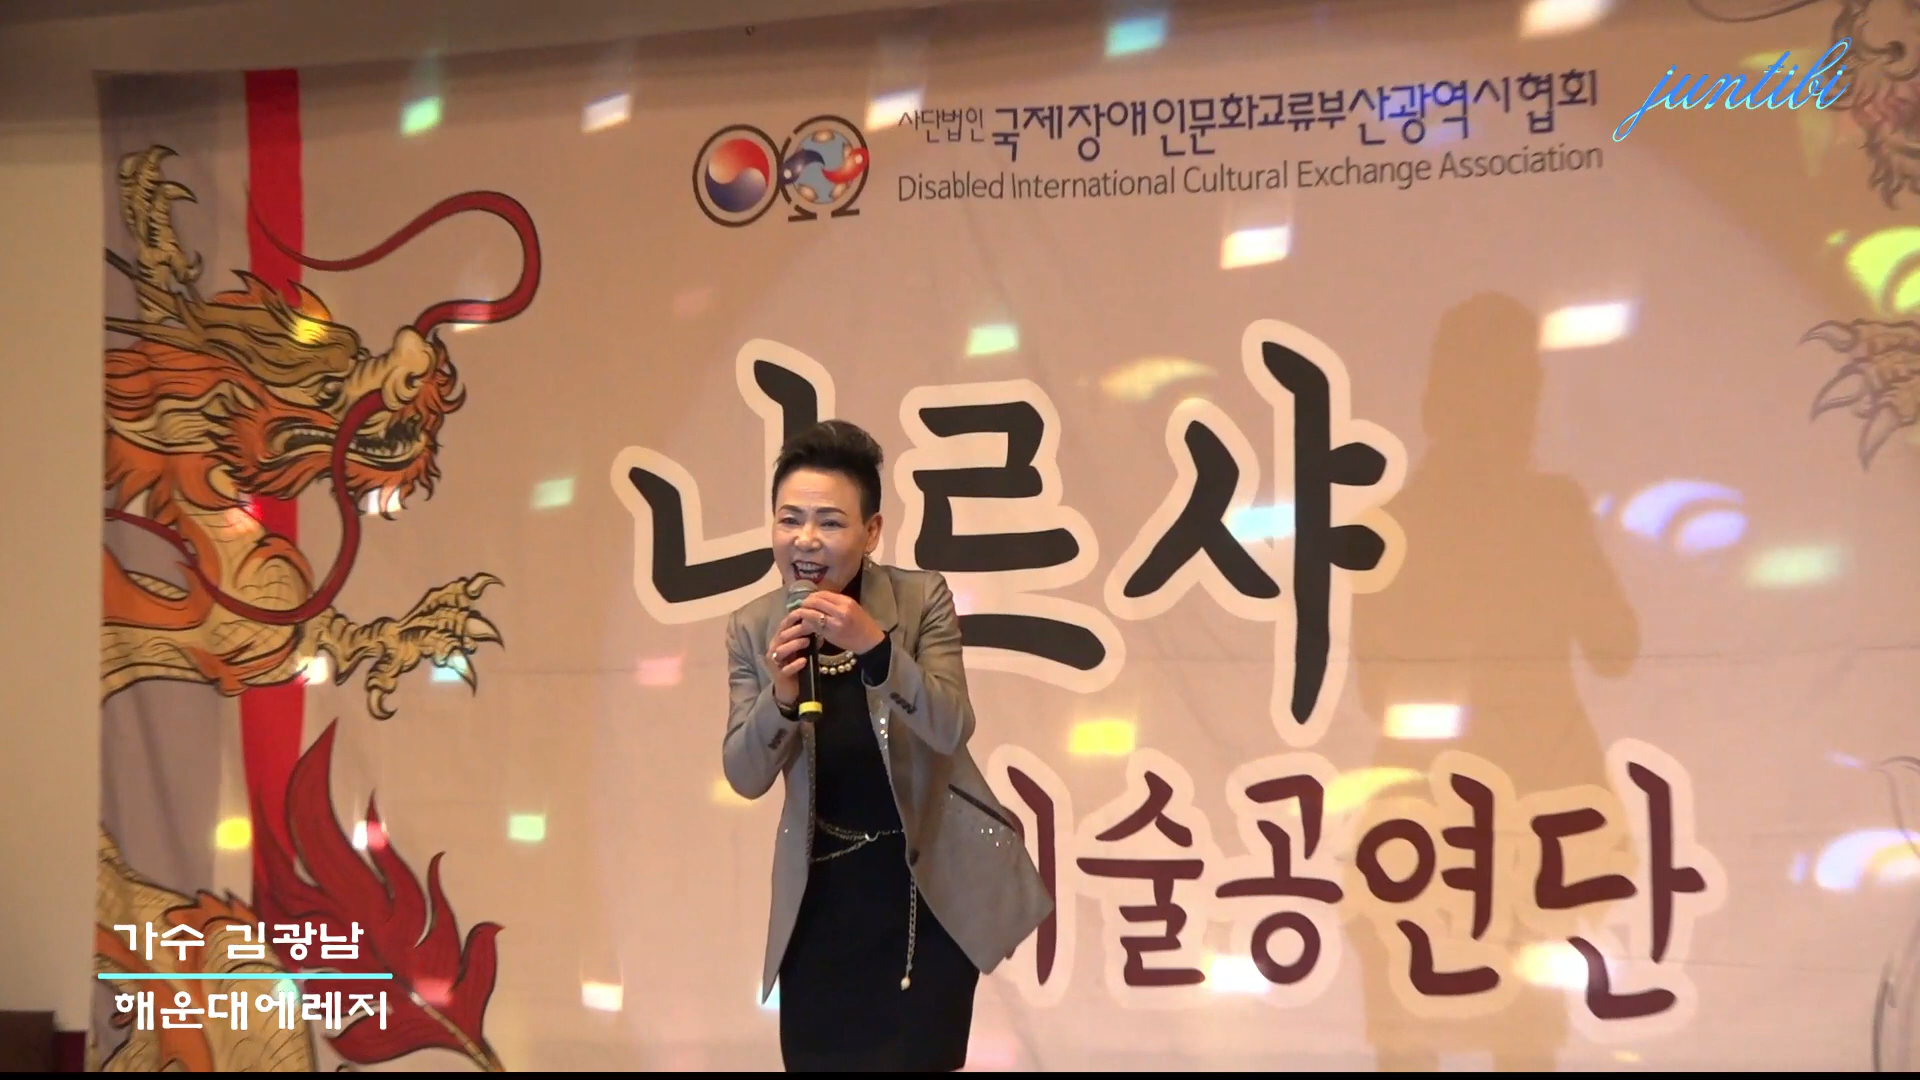 juntibi
사단법인 국제장애인문화교류부산광역시협회
Disabled International Cultural Exchange Association
나르샤
술공연단
가수 김광남
해운대에레지